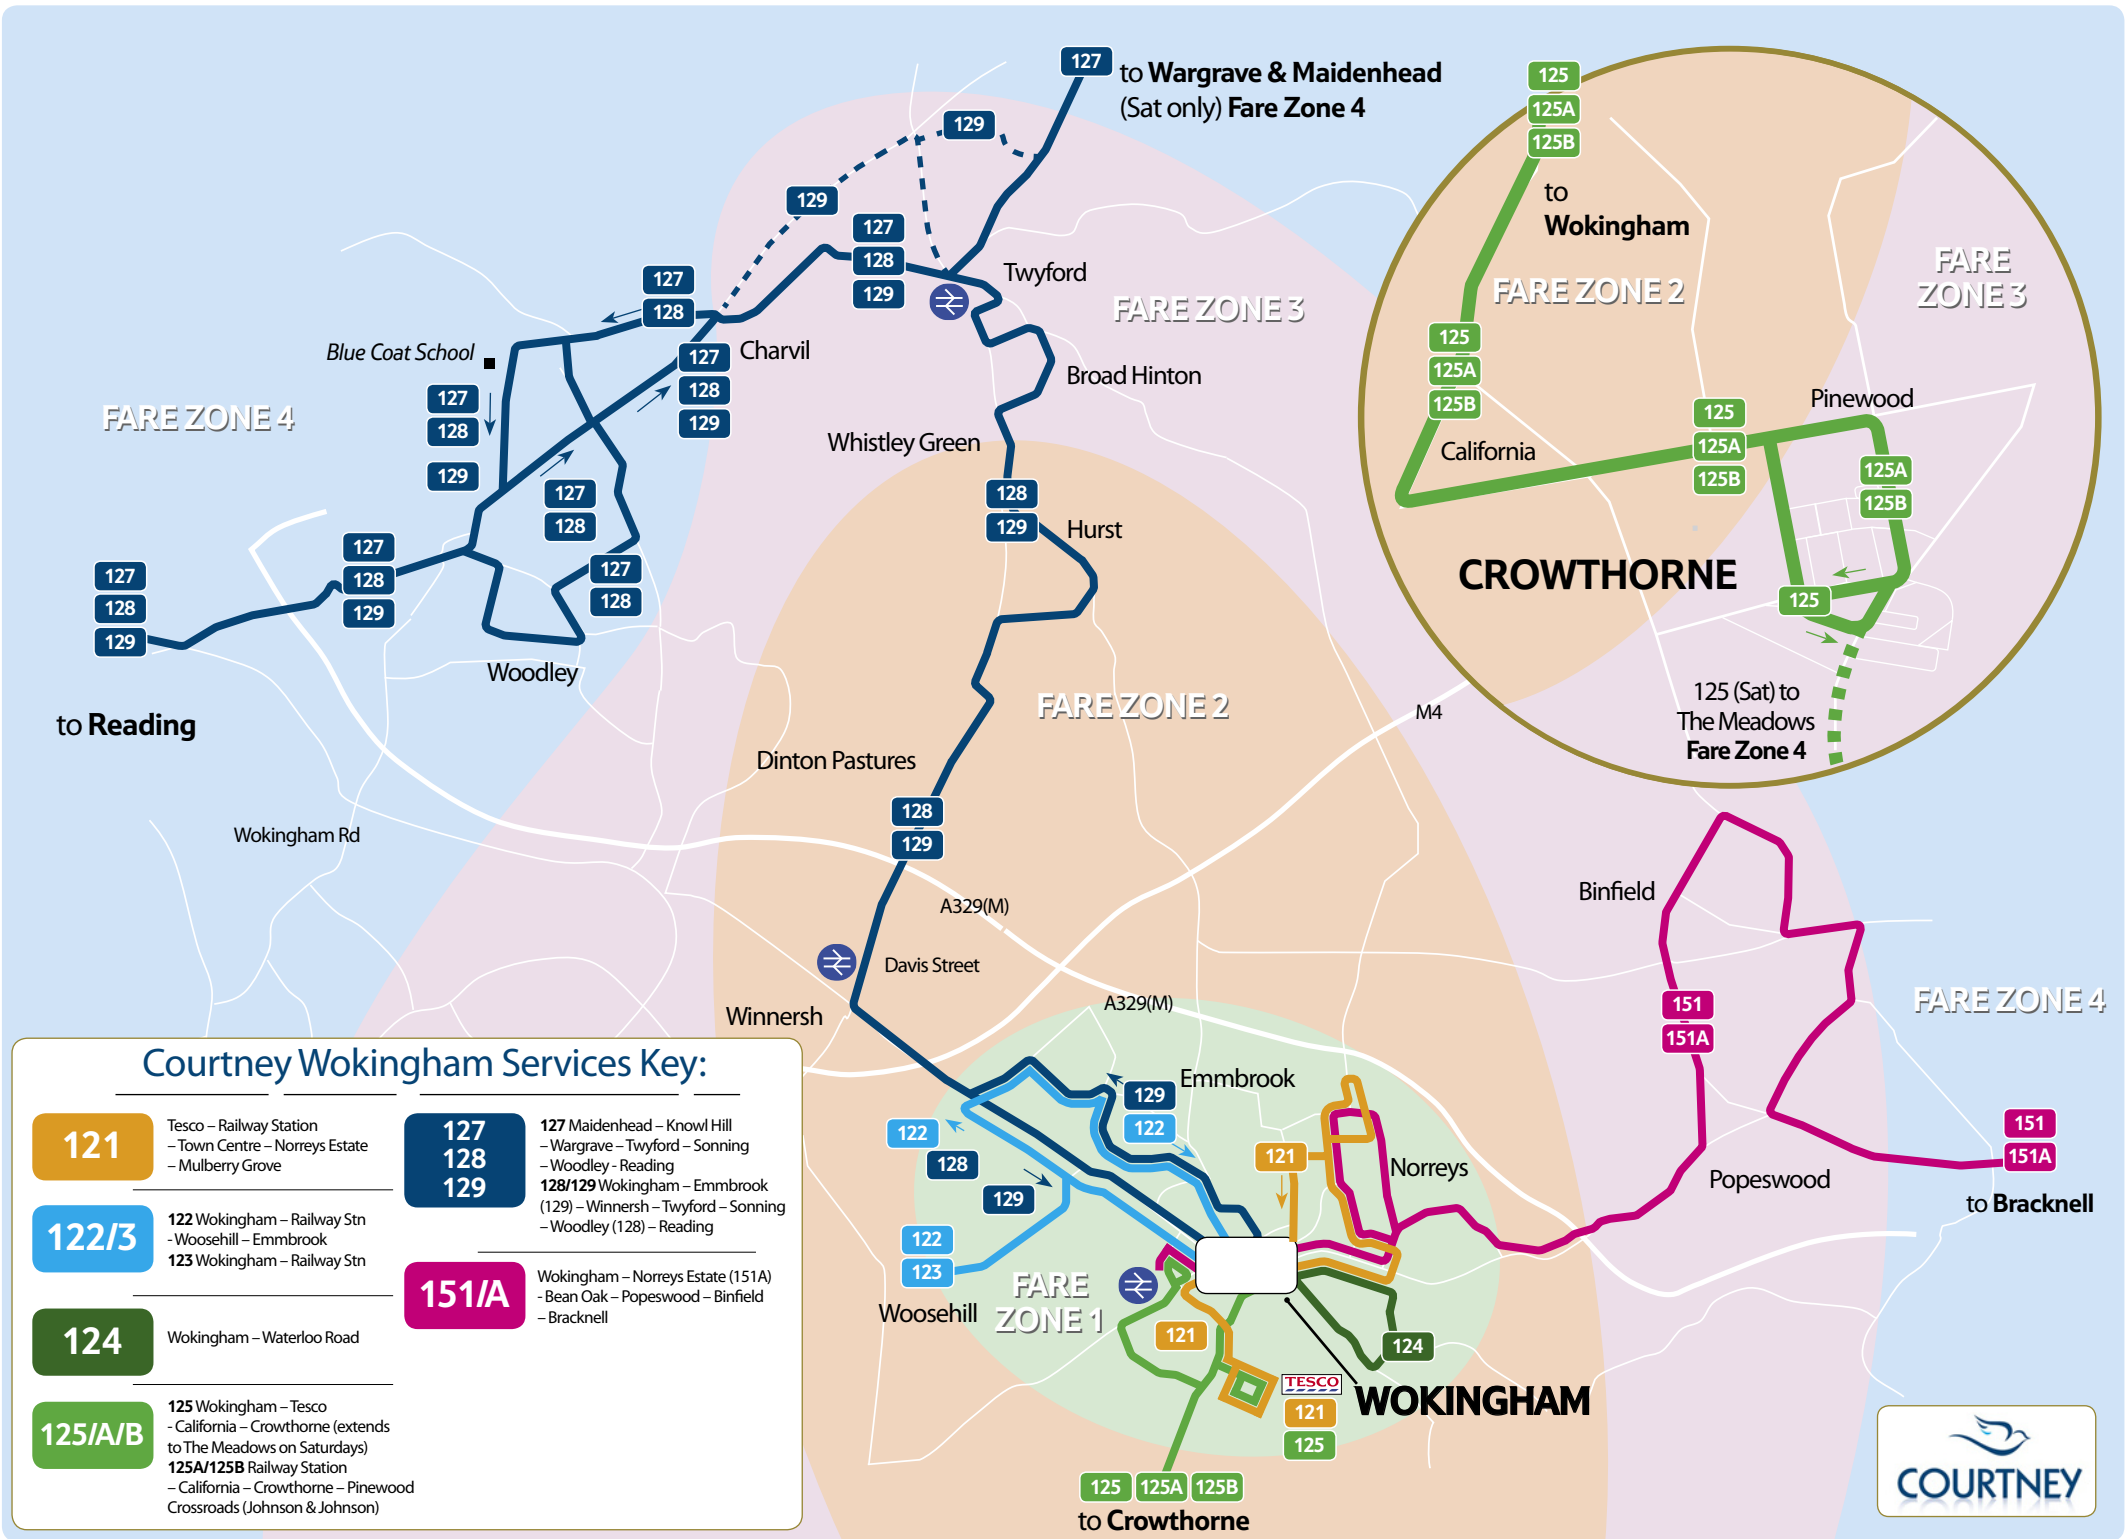 127
to Wargrave & Maidenhead
(Sat only) Fare Zone 4
129
129
127
128
129
Twyford
FARE ZONE 3
127
128
Blue Coat School
Charvil
127
128
129
127
128
129
FARE ZONE 4
Broad Hinton
Whistley Green
127
128
128
129
Hurst
127
128
129
127
128
127
128
129
Woodley
to Reading
FARE ZONE 2
M4
Dinton Pastures
Wokingham Rd
128
129
A329(M)
Davis Street
Winnersh
A329(M)
125
125A
125B
to
Wokingham
FARE ZONE 2
FARE
ZONE 3
125
125A
125B
California
125
125A
125B
Pinewood
125A
125B
CROWTHORNE
125
125 (Sat) to
The Meadows
Fare Zone 4
Binfield
151
151A
FARE ZONE 4
151
151A
to Bracknell
Popeswood
Emmbrook
129
122
122
128
129
121
Norreys
122
123
Woosehill
FARE
ZONE 1
121
124
TESCO
121
125
WOKINGHAM
125 125A 125B
to Crowthorne
Courtney Wokingham Services Key:
121
Tesco – Railway Station
– Town Centre – Norreys Estate
– Mulberry Grove
122/3
122 Wokingham – Railway Stn
- Woosehill – Emmbrook
123 Wokingham – Railway Stn
124
Wokingham – Waterloo Road
125/A/B
125 Wokingham – Tesco
- California – Crowthorne (extends
to The Meadows on Saturdays)
125A/125B Railway Station
– California – Crowthorne – Pinewood
Crossroads (Johnson & Johnson)
127
128
129
127 Maidenhead – Knowl Hill
– Wargrave – Twyford – Sonning
– Woodley - Reading
128/129 Wokingham – Emmbrook
(129) – Winnersh – Twyford – Sonning
– Woodley (128) – Reading
151/A
Wokingham – Norreys Estate (151A)
- Bean Oak – Popeswood – Binfield
– Bracknell
COURTNEY